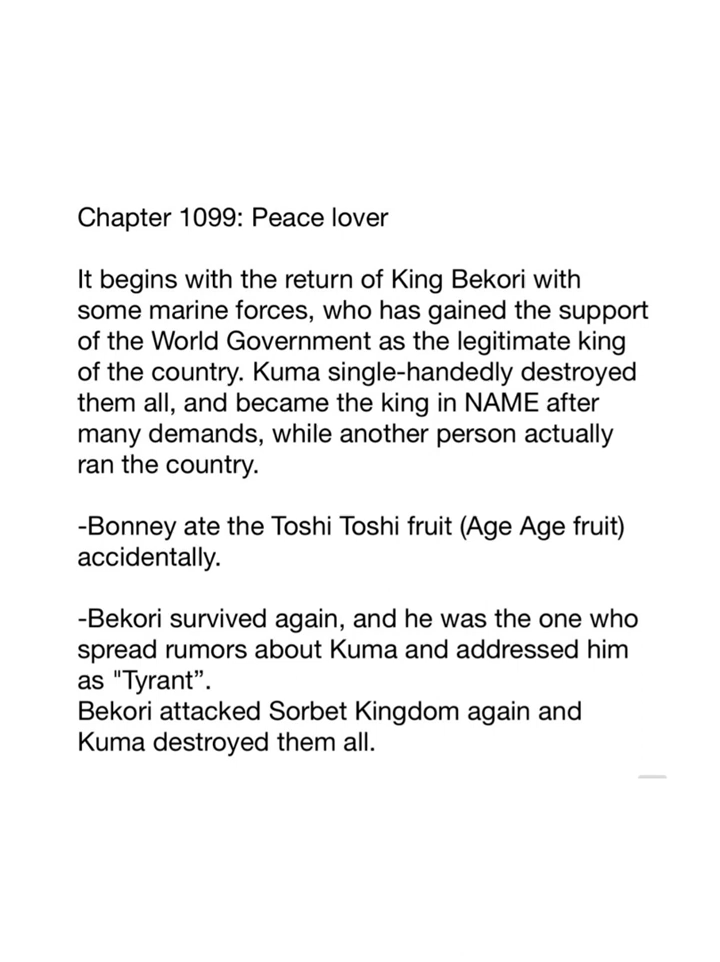 Chapter 1099: Peace lover
It begins with the return of King Bekori with
some marine forces, who has gained the support
of the World Government as the legitimate king
of the country. Kuma single-handedly destroyed
them all, and became the king in NAME after
many demands, while another person actually
ran the country.
-Bonney ate the Toshi Toshi fruit (Age Age fruit)
accidentally.
-Bekori survived again, and he was the one who
spread rumors about Kuma and addressed him
as "Tyrant”.
Bekori attacked Sorbet Kingdom again and
Kuma destroyed them all.